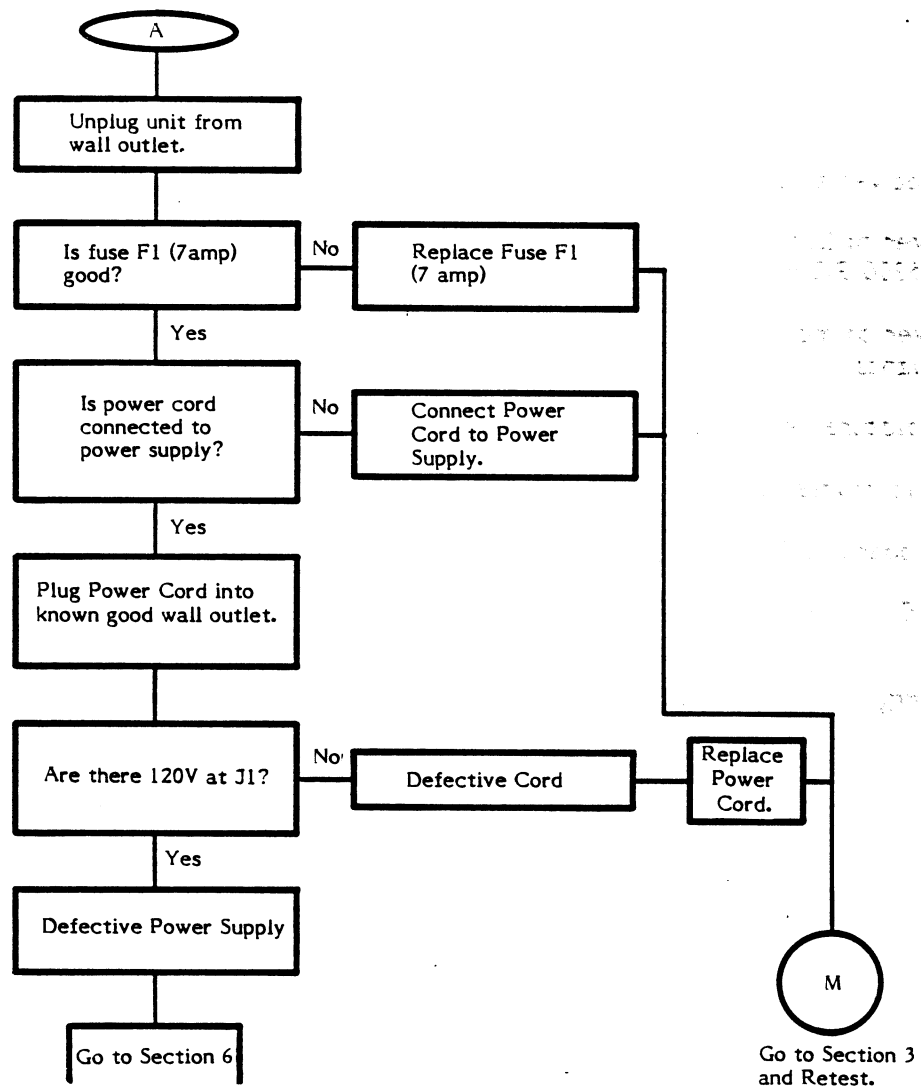 A
Unplug unit from
wall outlet.
Is fuse F1 (7amp)
good?
No
Replace Fuse F1
(7 amp)
Yes
Is power cord
connected to
power supply?
No
Connect Power
Cord to Power
Supply.
Yes
Plug Power Cord into
known good wall outlet.
Are there 120V at J1?
No
Defective Cord
Replace
Power
Cord.
Yes
Defective Power Supply
Go to Section 6
M
Go to Section 3
and Retest.